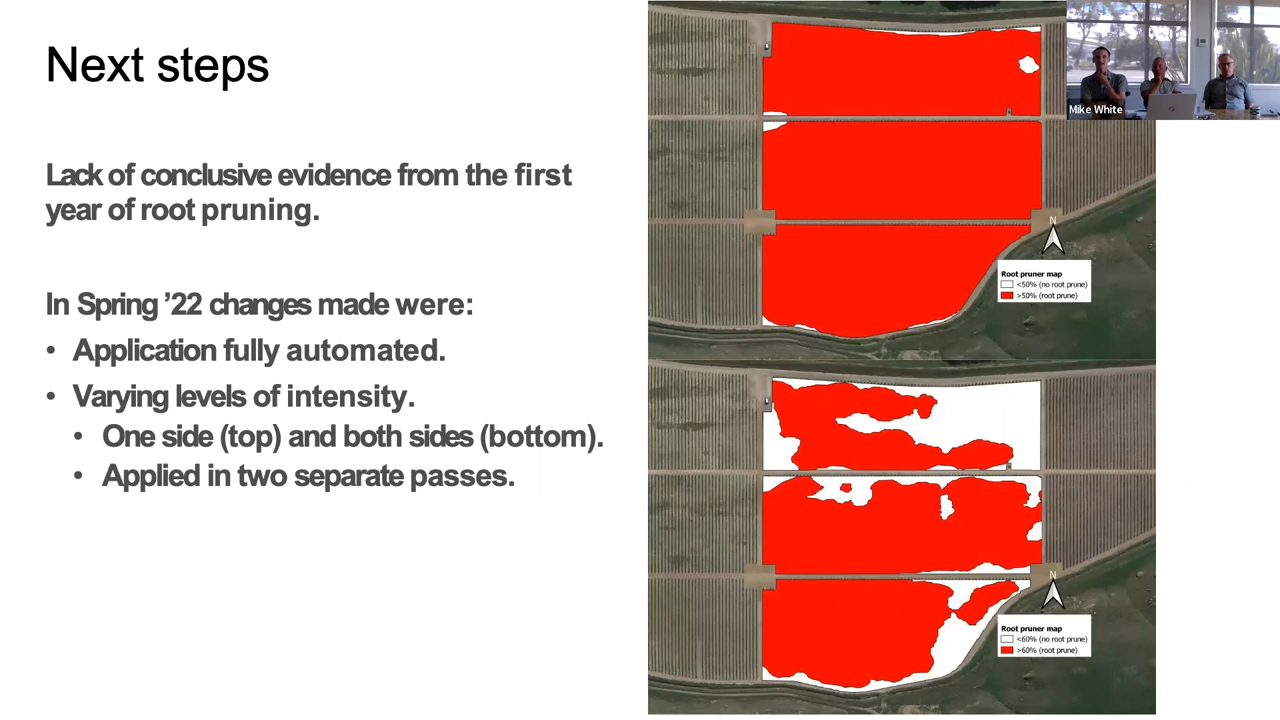 Next steps
Lack of conclusive evidence from the first
year of root pruning.
In Spring ’22 changes made were:
• Application fully automated.
• Varying levels of intensity.
• One side (top) and both sides (bottom).
• Applied in two separate passes.
Mike White
N
Root pruner map
<50% (no root prune)
>50% (root prune)
N
Root pruner map
<60% (no root prune)
>60% (root prune)